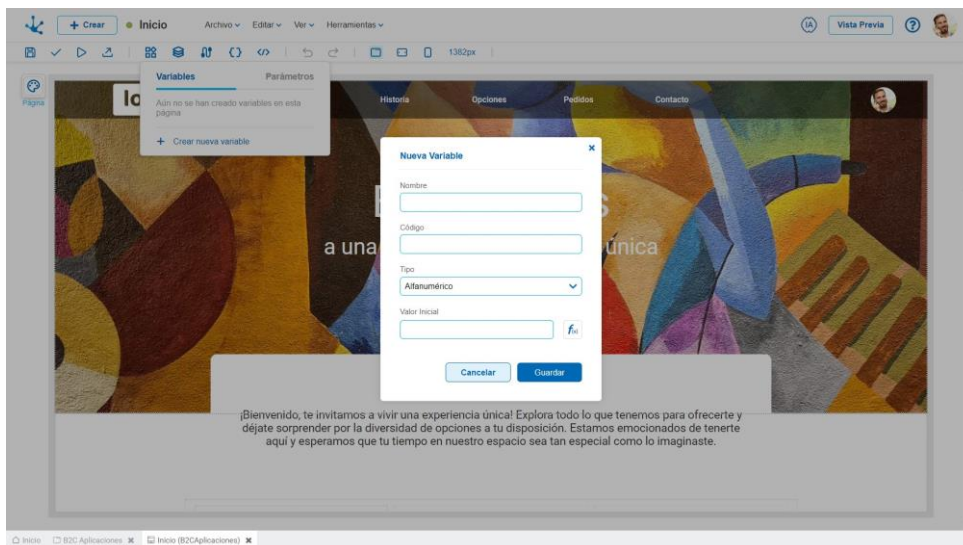 + Crear
Inicio
Archivo
Editar
Ver
Herramientas
IA
Vista Previa
?
1382px
Página
Variables
Parámetros
Aún no se han creado variables en esta
página
+ Crear nueva variable
Historia
Opciones
Pedidos
Contacto
Nueva Variable
Nombre
Código
Tipo
Alfanumérico
Valor Inicial
f(x)
Cancelar
Guardar
a una
única
¡Bienvenido, te invitamos a vivir una experiencia única! Explora todo lo que tenemos para ofrecerte y
déjate sorprender por la diversidad de opciones a tu disposición. Estamos emocionados de tenerte
aquí y esperamos que tu tiempo en nuestro espacio sea tan especial como lo imaginaste.
Inicio
B2C Aplicaciones
Inicio (B2CAplicaciones)